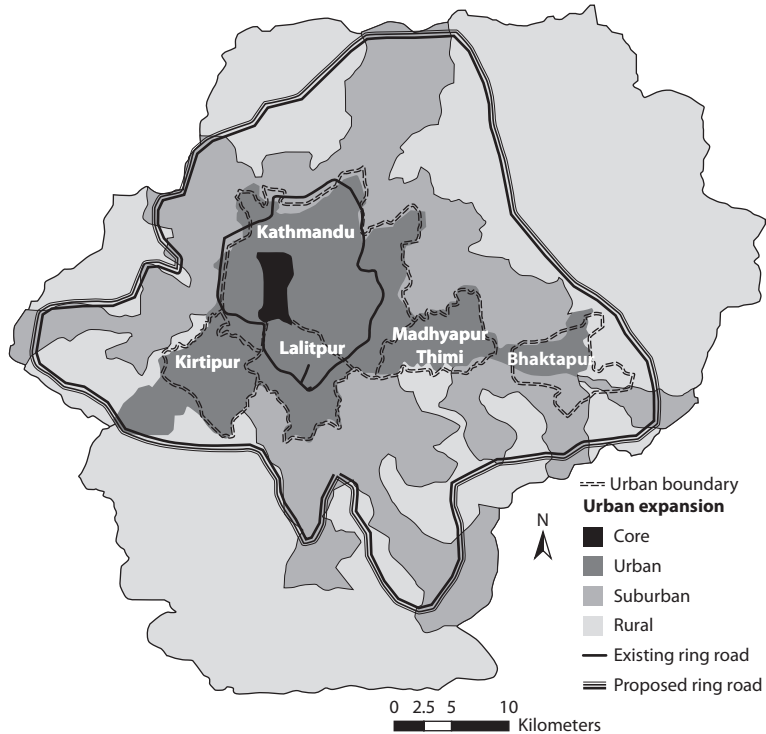 Kathmandu
Lalitpur
Kirtipur
Madhyapur
Thimi
Bhaktapur
Urban boundary
Urban expansion
Core
Urban
Suburban
Rural
Existing ring road
Proposed ring road
N
0 2.5 5 10
Kilometers